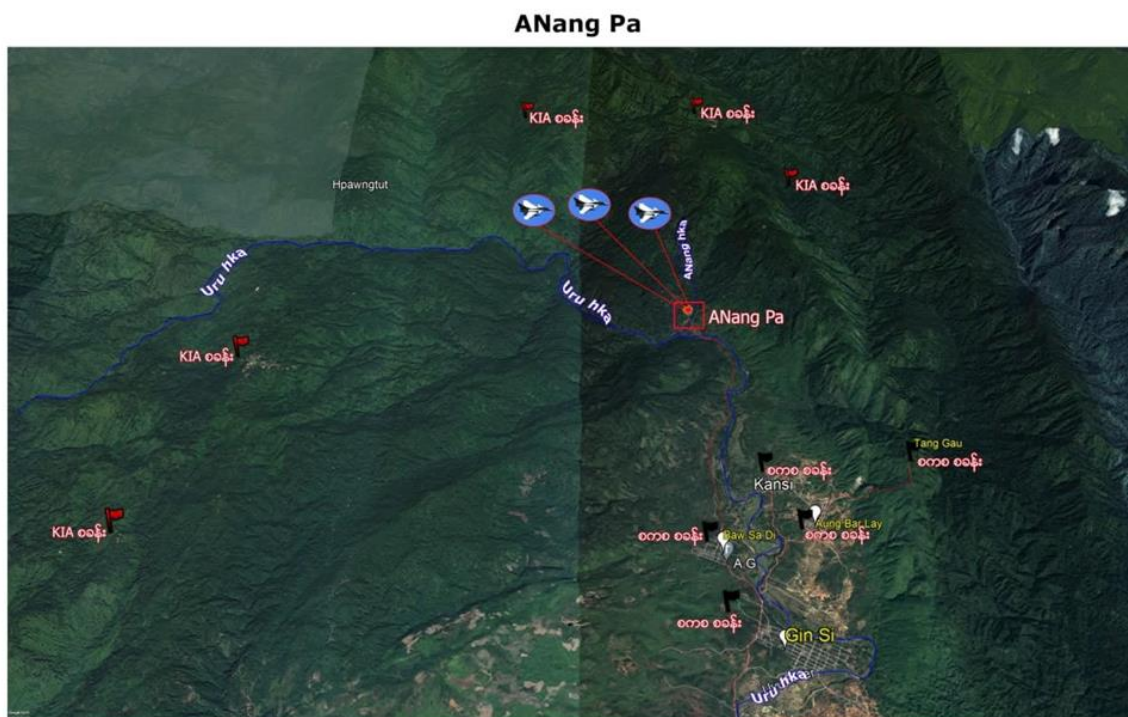 ANang Pa
KIA စခန်း
KIA စခန်း
KIA စခန်း
Hpawngtut
ANang hka
Uru hka
Uru hka
ANang Pa
KIA စခန်း
Tang Gau
စကစ စခန်း
စကစ စခန်း
Kansi
KIA စခန်း
Aung Bar Lay
စကစ စခန်း
စကစ စခန်း
Baw Sa Di
A G
စကစ စခန်း
Gin Si
Uru hka